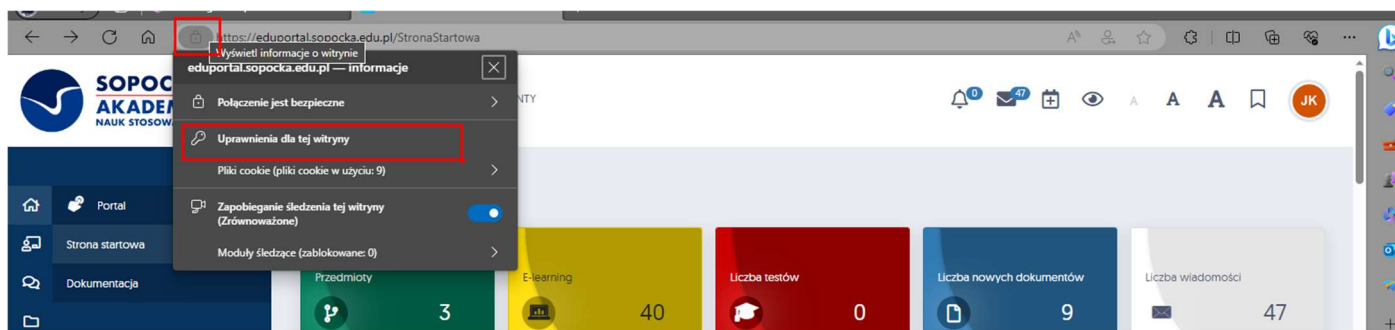 https://eduportal.sopocka.edu.pl/StronaStartowa
Wyświetl informacje o witrynie
eduportal.sopocka.edu.pl — informacje
SOPOC
AKADEM
NAUK STOSOW
Połączenie jest bezpieczne
NTY
0
47
A A A
JK
Uprawnienia dla tej witryny
Pliki cookie (pliki cookie w użyciu: 9)
Portal
Zapobieganie śledzenia tej witryny
(Zrównoważone)
Strona startowa
Moduły śledzące (zablokowane: 0)
Dokumentacja
Przedmioty
3
E-learning
40
Liczba testów
0
Liczba nowych dokumentów
9
Liczba wiadomości
47